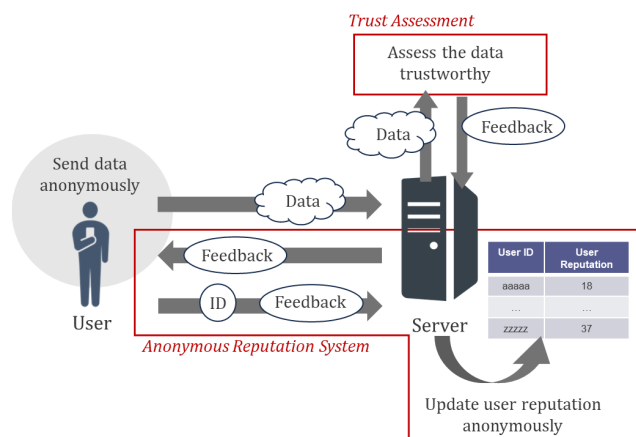 Trust Assessment
Assess the data
trustworthy
Data
Feedback
Send data
anonymously
Data
Feedback
ID
Feedback
User
Server
Anonymous Reputation System
User ID
User
Reputation
aaaaa
18
...
...
zzzzz
37
Update user reputation
anonymously